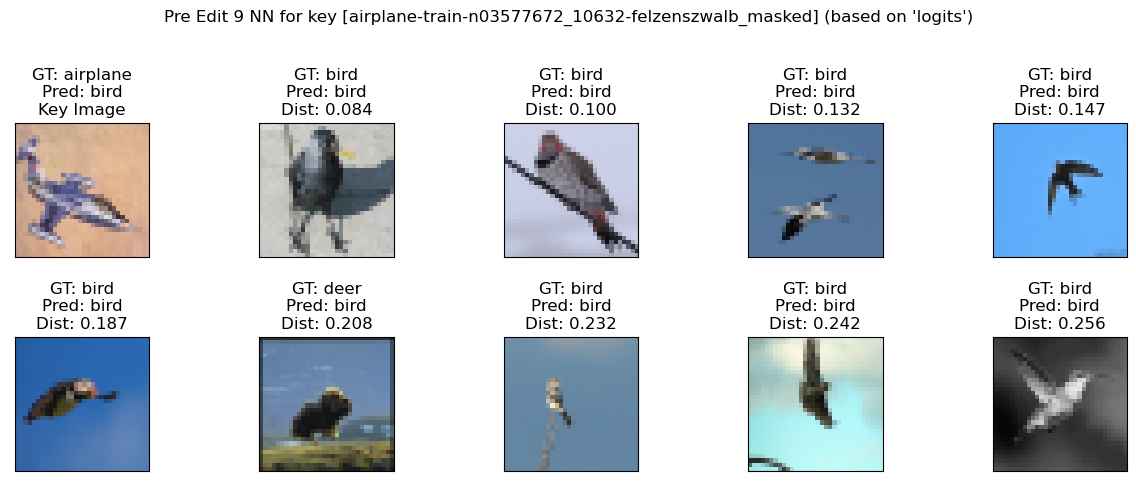 Pre Edit 9 NN for key [airplane-train-n03577672_10632-felzenszwalb_masked] (based on 'logits')
GT: airplane
Pred: bird
Key Image
GT: bird
Pred: bird
Dist: 0.084
GT: bird
Pred: bird
Dist: 0.100
GT: bird
Pred: bird
Dist: 0.132
GT: bird
Pred: bird
Dist: 0.147
GT: bird
Pred: bird
Dist: 0.187
GT: deer
Pred: bird
Dist: 0.208
GT: bird
Pred: bird
Dist: 0.232
GT: bird
Pred: bird
Dist: 0.242
GT: bird
Pred: bird
Dist: 0.256